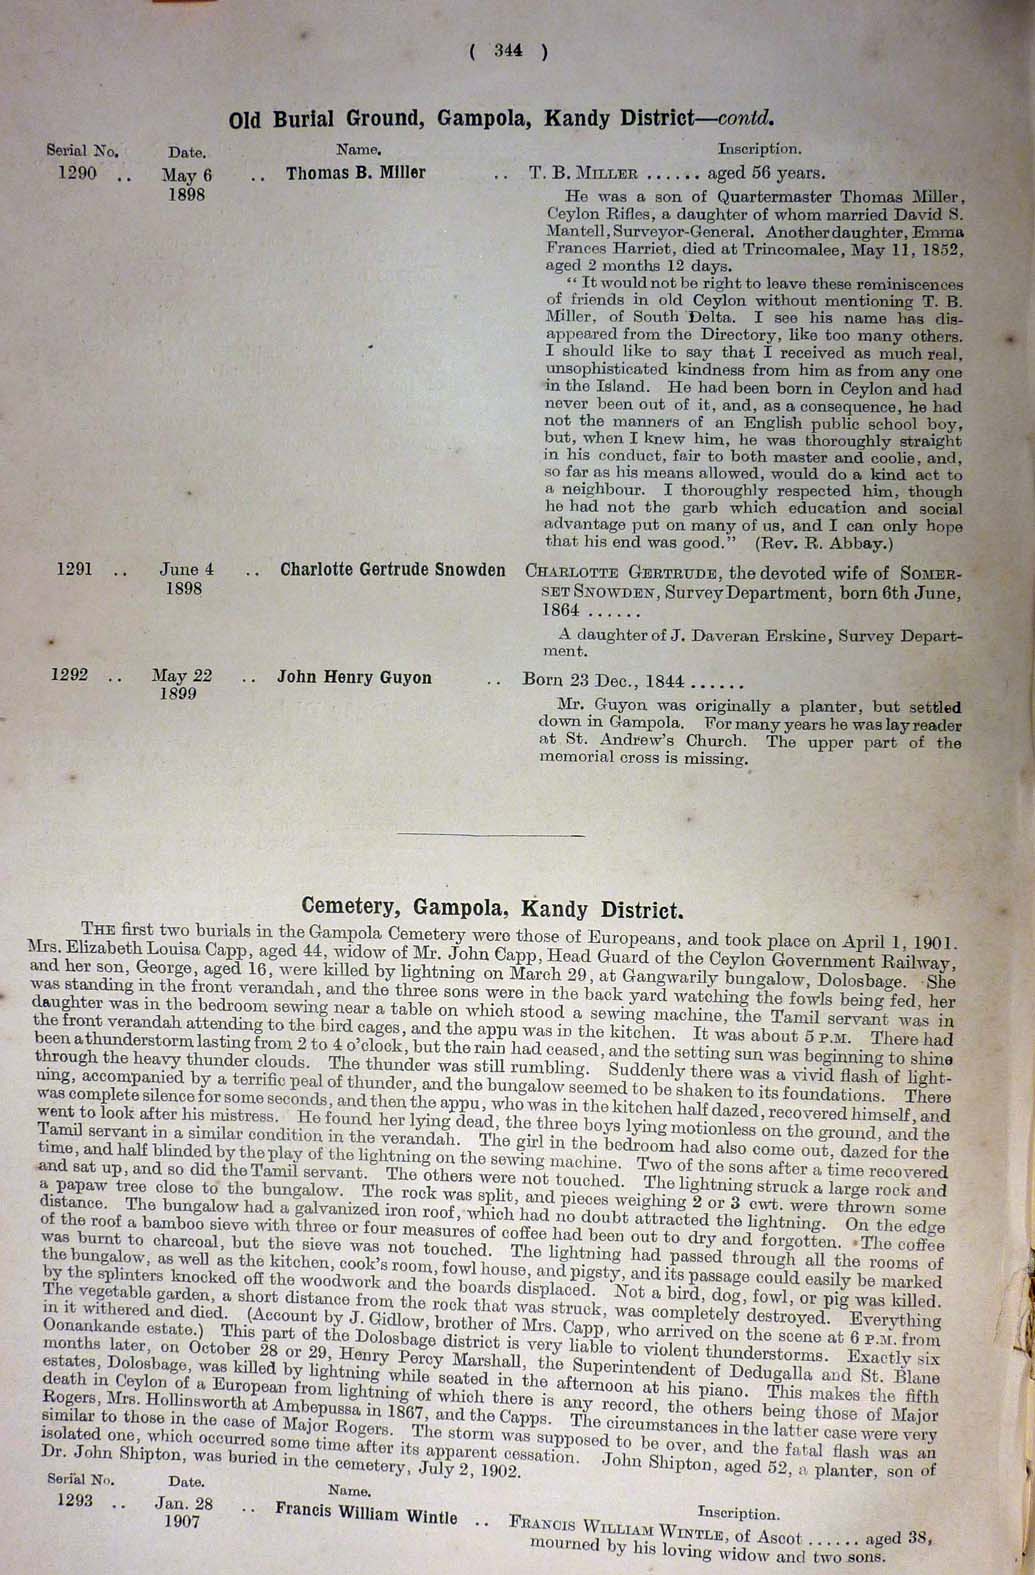 ( 344 )
Old Burial Ground, Gampola, Kandy District—contd.
Serial No. Date. Name. Inscription.
1290 .. May 6 .. Thomas B. Miller .. T. B. MILLER ...... aged 56 years.
1898
He was a son of Quartermaster Thomas Miller,
Ceylon Rifles, a daughter of whom married David S.
Mantell, Surveyor-General. Another daughter, Emma
Frances Harriet, died at Trincomalee, May 11, 1852,
aged 2 months 12 days.
“ It would not be right to leave these reminiscences
of friends in old Ceylon without mentioning T. B.
Miller, of South Delta. I see his name has dis-
appeared from the Directory, like too many others.
I should like to say that I received as much real,
unsophisticated kindness from him as from any one
in the Island. He had been born in Ceylon and had
never been out of it, and, as a consequence, he had
not the manners of an English public school boy,
but, when I knew him, he was thoroughly straight
in his conduct, fair to both master and coolie, and,
so far as his means allowed, would do a kind act to
a neighbour. I thoroughly respected him, though
he had not the garb which education and social
advantage put on many of us, and I can only hope
that his end was good.” (Rev. R. Abbay.)
1291 .. June 4 .. Charlotte Gertrude Snowden CHARLOTTE GERTRUDE, the devoted wife of SOMER-
1898 SET SNOWDEN, Survey Department, born 6th June,
1864 ......
A daughter of J. Daveran Erskine, Survey Depart-
ment.
1292 .. May 22 .. John Henry Guyon .. Born 23 Dec., 1844 ......
1899
Mr. Guyon was originally a planter, but settled
down in Gampola. For many years he was lay reader
at St. Andrew's Church. The upper part of the
memorial cross is missing.
Cemetery, Gampola, Kandy District.
THE first two burials in the Gampola Cemetery were those of Europeans, and took place on April 1, 1901.
Mrs. Elizabeth Louisa Capp, aged 44, widow of Mr. John Capp, Head Guard of the Ceylon Government Railway,
and her son, George, aged 16, were killed by lightning on March 29, at Gangwarily bungalow, Dolosbage. She
was standing in the front verandah, and the three sons were in the back yard watching the fowls being fed, her
daughter was in the bedroom sewing near a table on which stood a sewing machine, the Tamil servant was in
the front verandah attending to the bird cages, and the appu was in the kitchen. It was about 5 P.M. There had
been a thunderstorm lasting from 2 to 4 o'clock, but the rain had ceased, and the setting sun was beginning to shine
through the heavy thunder clouds. The thunder was still rumbling. Suddenly there was a vivid flash of light-
ning, accompanied by a terrific peal of thunder, and the bungalow seemed to be shaken to its foundations. There
was complete silence for some seconds, and then the appu, who was in the kitchen half dazed, recovered himself, and
went to look after his mistress. He found her lying dead, the three boys lying motionless on the ground, and the
Tamil servant in a similar condition in the verandah. The girl in the bedroom had also come out, dazed for the
time, and half blinded by the play of the lightning on the sewing machine. Two of the sons after a time recovered
and sat up, and so did the Tamil servant. The others were not touched. The lightning struck a large rock and
a papaw tree close to the bungalow. The rock was split, and pieces weighing 2 or 3 cwt. were thrown some
distance. The bungalow had a galvanized iron roof, which had no doubt attracted the lightning. On the edge
of the roof a bamboo sieve with three or four measures of coffee had been out to dry and forgotten. The coffee
was burnt to charcoal, but the sieve was not touched. The lightning had passed through all the rooms of
the bungalow, as well as the kitchen, cook's room, fowl house, and pigsty, and its passage could easily be marked
by the splinters knocked off the woodwork and the boards displaced. Not a bird, dog, fowl, or pig was killed.
The vegetable garden, a short distance from the rock that was struck, was completely destroyed. Everything
in it withered and died. (Account by J. Gidlow, brother of Mrs. Capp, who arrived on the scene at 6 P.M. from
Oonankande estate.) This part of the Dolosbage district is very liable to violent thunderstorms. Exactly six
months later, on October 28 or 29, Henry Percy Marshall, the Superintendent of Dedugalla and St. Blane
estates, Dolosbage, was killed by lightning while seated in the afternoon at his piano. This makes the fifth
death in Ceylon of a European from lightning of which there is any record, the others being those of Major
Rogers, Mrs. Hollinsworth at Ambepussa in 1867, and the Capps. The circumstances in the latter case were very
similar to those in the case of Major Rogers. The storm was supposed to be over, and the fatal flash was an
isolated one, which occurred some time after its apparent cessation. John Shipton, aged 52, a planter, son of
Dr. John Shipton, was buried in the cemetery, July 2, 1902.
Serial No. Date. Name. Inscription.
1293 .. Jan. 28 .. Francis William Wintle .. FRANCIS WILLIAM WINTLE, of Ascot ...... aged 38,
1907 mourned by his loving widow and two sons.